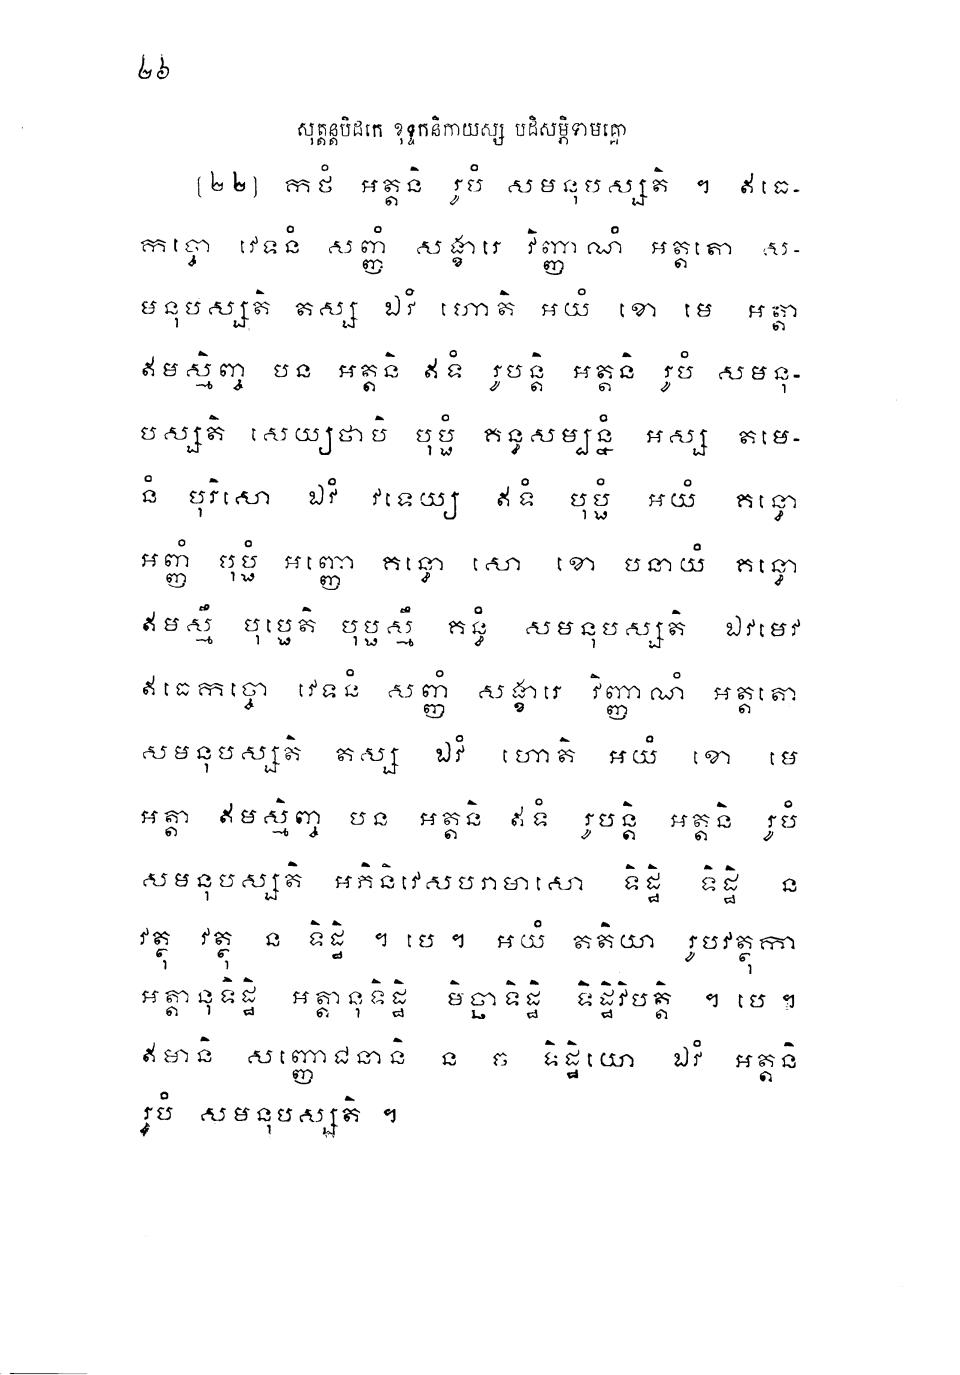 ២៦
សុត្តន្តបិដកេ ខុទ្ទកនិកាយស្ស បដិសម្ភិទាមគ្គោ
[២២] កថំ អត្តនិ រូបំ សមនុបស្សតិ ។ ឥធេ-
កច្ចោ វេទនំ សញ្ញំ សង្ខារេ វិញ្ញាណំ អត្តតោ ស-
មនុបស្សតិ តស្ស ឯវំ ហោតិ អយំ ខោ មេ អត្តា
ឥមស្មិញ្ច បន អត្តនិ ឥទំ រូបន្តិ អត្តនិ រូបំ សមនុ-
បស្សតិ សេយ្យថាបិ បុប្ផំ គន្ធសម្បន្នំ អស្ស តមេ-
នំ បុរិសោ ឯវំ វទេយ្យ ឥទំ បុប្ផំ អយំ គន្ធោ
អញ្ញំ បុប្ផំ អញ្ញោ គន្ធោ សោ ខោ បនាយំ គន្ធោ
ឥមស្មឹ បុប្ផេតិ បុប្ផស្មឹ គន្ធំ សមនុបស្សតិ ឯវមេវ
ឥធេកច្ចោ វេទនំ សញ្ញំ សង្ខារេ វិញ្ញាណំ អត្តតោ
សមនុបស្សតិ តស្ស ឯវំ ហោតិ អយំ ខោ មេ
អត្តា ឥមស្មិញ្ច បន អត្តនិ ឥទំ រូបន្តិ អត្តនិ រូបំ
សមនុបស្សតិ អភិនិវេសបរាមាសោ ទិដ្ឋិ ទិដ្ឋិ ន
វត្ថុ វត្ថុ ន ទិដ្ឋិ ។ បេ ។ អយំ តតិយា រូបវត្ថុកា
អត្តានុទិដ្ឋិ អត្តានុទិដ្ឋិ មិច្ឆាទិដ្ឋិ ទិដ្ឋិវិបត្តិ ។ បេ ។
ឥមានិ សញ្ញោជនានិ ន ច ទិដ្ឋិយោ ឯវំ អត្តនិ
រូបំ សមនុបស្សតិ ។